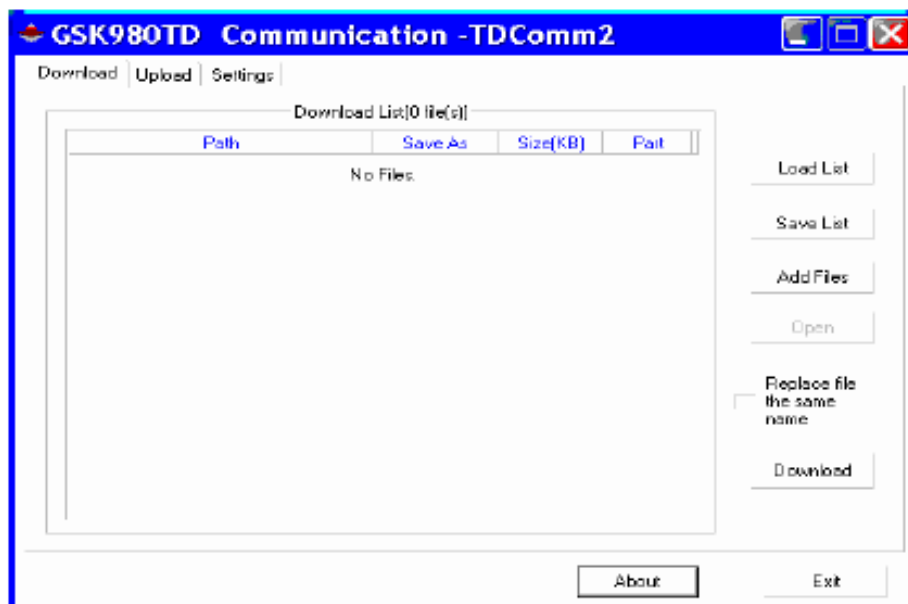 GSK980TD Communication -TDComm2
Download Upload Settings
Download List[0 file(s)]
Path Save As Size(KB) Part
No Files.
Load List
Save List
Add Files
Open
Replace file
the same
name
Download
About Exit